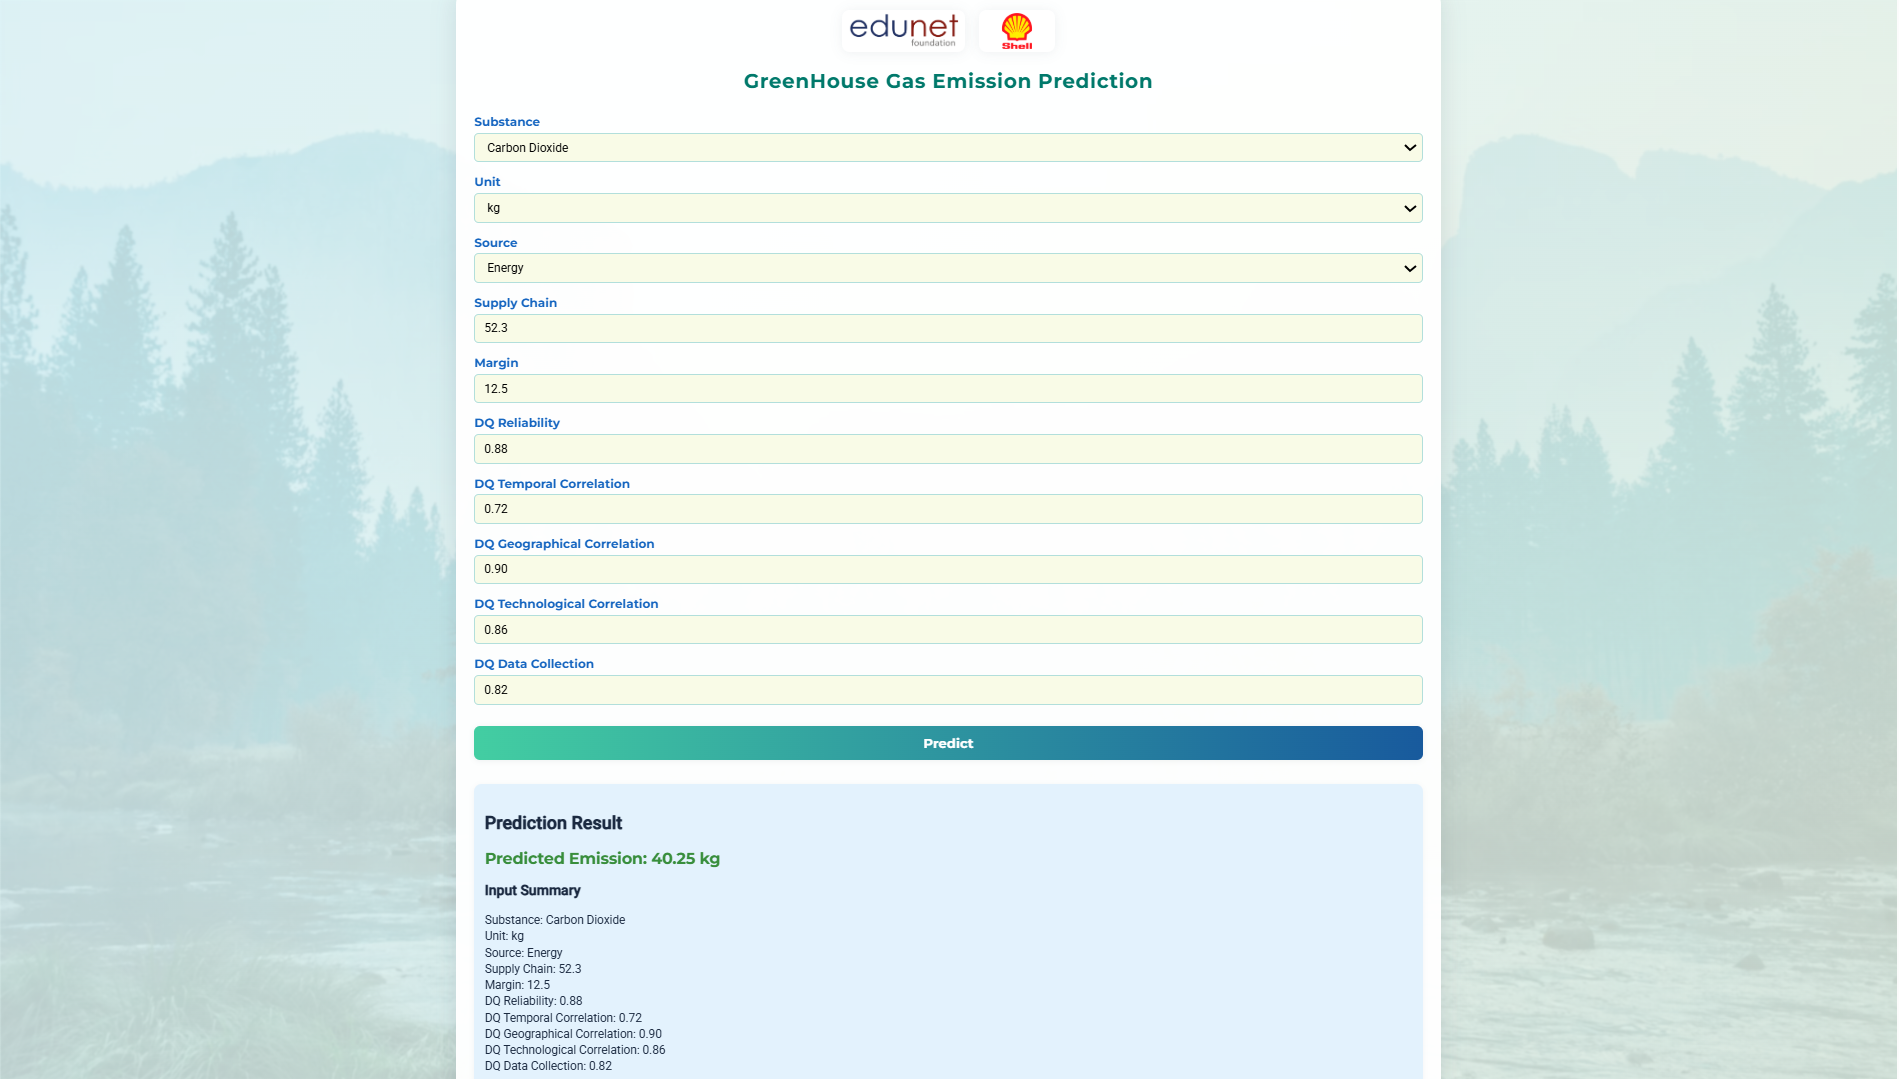 edunet
foundation
Shell
GreenHouse Gas Emission Prediction
Substance
Carbon Dioxide
Unit
kg
Source
Energy
Supply Chain
52.3
Margin
12.5
DQ Reliability
0.88
DQ Temporal Correlation
0.72
DQ Geographical Correlation
0.90
DQ Technological Correlation
0.86
DQ Data Collection
0.82
Predict
Prediction Result
Predicted Emission: 40.25 kg
Input Summary
Substance: Carbon Dioxide
Unit: kg
Source: Energy
Supply Chain: 52.3
Margin: 12.5
DQ Reliability: 0.88
DQ Temporal Correlation: 0.72
DQ Geographical Correlation: 0.90
DQ Technological Correlation: 0.86
DQ Data Collection: 0.82